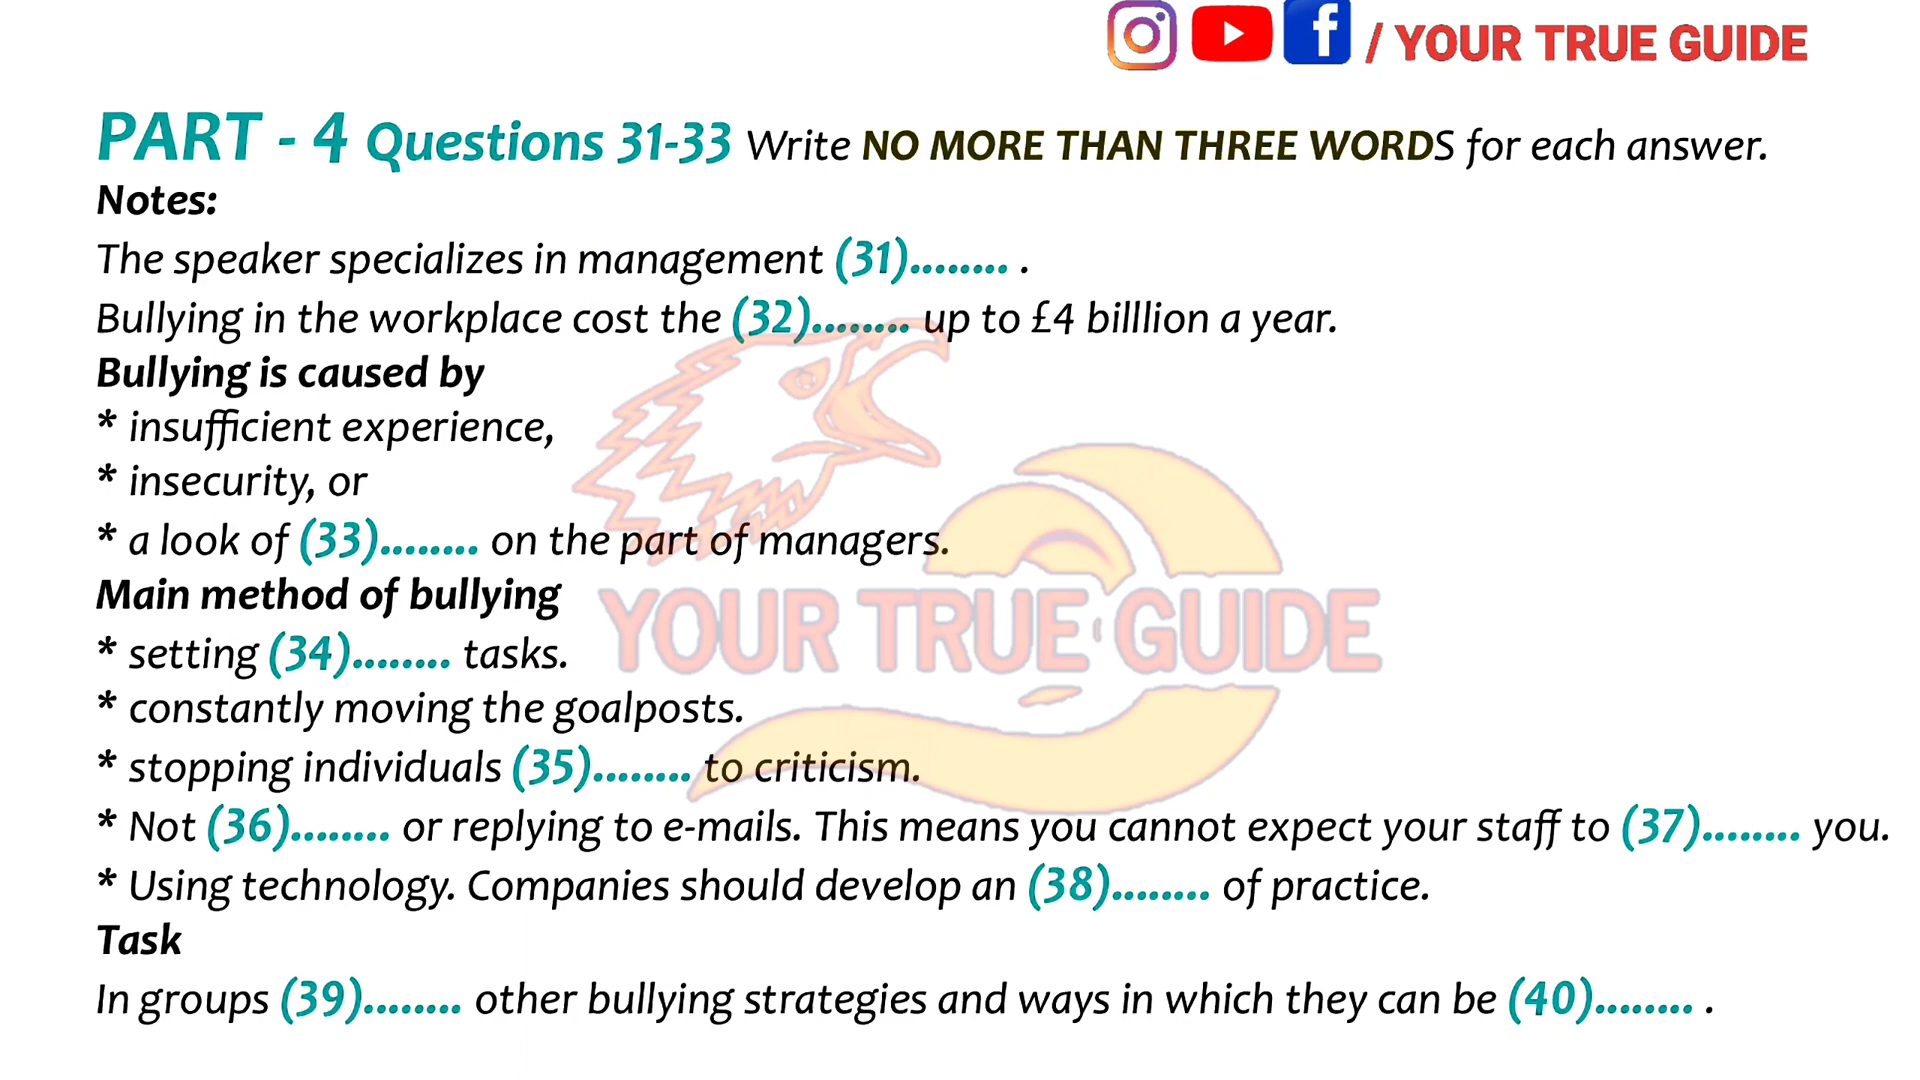 / YOUR TRUE GUIDE
PART - 4 Questions 31-33 Write NO MORE THAN THREE WORDS for each answer.
Notes:
The speaker specializes in management (31)........ .
Bullying in the workplace cost the (32)........ up to £4 billlion a year.
Bullying is caused by
* insufficient experience,
* insecurity, or
* a look of (33)........ on the part of managers.
Main method of bullying
YOUR TRUE GUIDE
* setting (34)........ tasks.
* constantly moving the goalposts.
* stopping individuals (35)........ to criticism.
* Not (36)........ or replying to e-mails. This means you cannot expect your staff to (37)........ you.
* Using technology. Companies should develop an (38)........ of practice.
Task
In groups (39)........ other bullying strategies and ways in which they can be (40)........ .